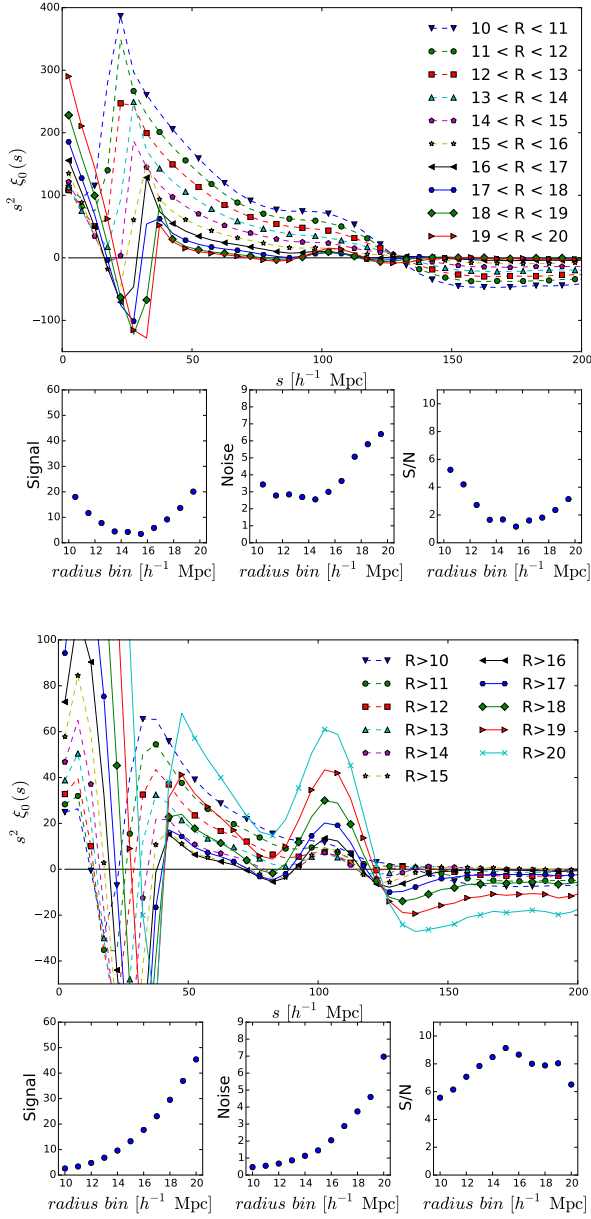 400
300
200
100
0
−100
s² ξ₀(s)
10 < R < 11
11 < R < 12
12 < R < 13
13 < R < 14
14 < R < 15
15 < R < 16
16 < R < 17
17 < R < 18
18 < R < 19
19 < R < 20
0 50 100 150 200
s [h⁻¹ Mpc]
60
50
40
30
20
10
0
Signal
10 12 14 16 18 20
radius bin [h⁻¹ Mpc]
9
8
7
6
5
4
3
2
1
0
Noise
10 12 14 16 18 20
radius bin [h⁻¹ Mpc]
10
8
6
4
2
0
S/N
10 12 14 16 18 20
radius bin [h⁻¹ Mpc]
100
80
60
40
20
0
−20
−40
s² ξ₀(s)
R>10
R>11
R>12
R>13
R>14
R>15
R>16
R>17
R>18
R>19
R>20
0 50 100 150 200
s [h⁻¹ Mpc]
60
50
40
30
20
10
0
Signal
10 12 14 16 18 20
radius bin [h⁻¹ Mpc]
9
8
7
6
5
4
3
2
1
0
Noise
10 12 14 16 18 20
radius bin [h⁻¹ Mpc]
10
8
6
4
2
0
S/N
10 12 14 16 18 20
radius bin [h⁻¹ Mpc]